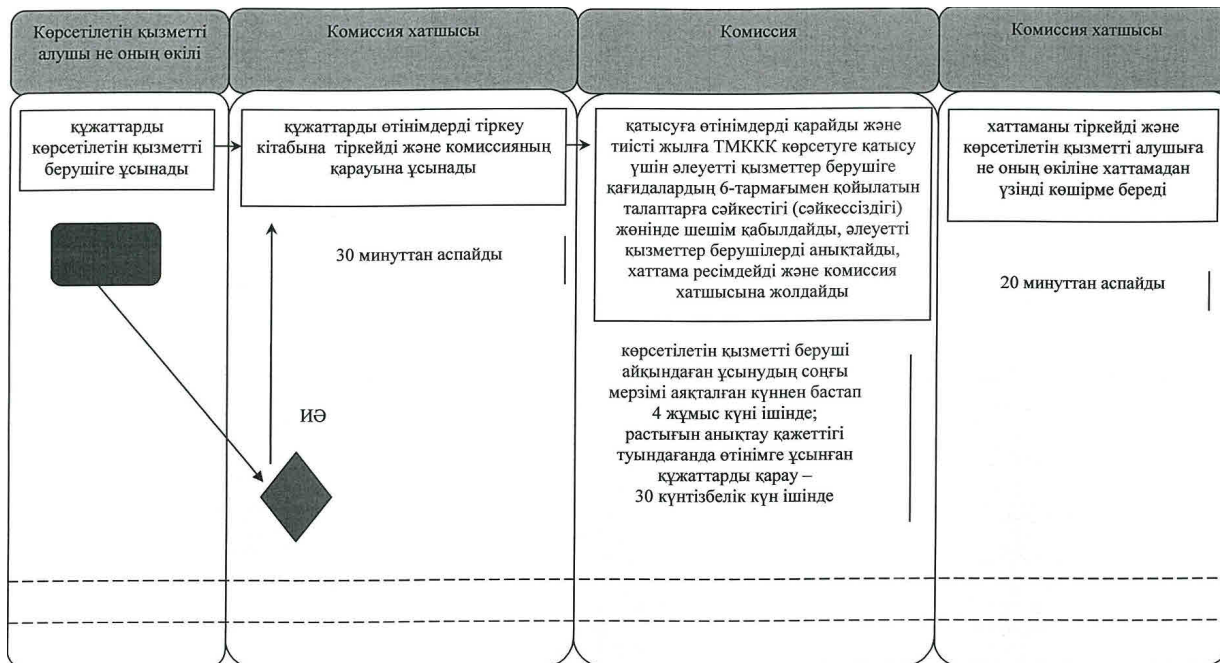 Көрсетілетін қызметті
алушы не оның өкілі
Комиссия хатшысы
Комиссия
Комиссия хатшысы
құжаттарды
көрсетілетін қызметті
берушіге ұсынады
құжаттарды өтінімдерді тіркеу
кітабына тіркейді және комиссияның
қарауына ұсынады
30 минуттан аспайды
ИӘ
қатысуға өтінімдерді қарайды және
тиісті жылға ТМККК көрсетуге қатысу
үшін әлеуетті қызметтер берушіге
қағидалардың 6-тармағымен қойылатын
талаптарға сәйкестігі (сәйкессіздігі)
жөнінде шешім қабылдайды, әлеуетті
қызметтер берушілерді анықтайды,
хаттама ресімдейді және комиссия
хатшысына жолдайды
көрсетілетін қызметті беруші
айқындаған ұсынудың соңғы
мерзімі аяқталған күннен бастап
4 жұмыс күні ішінде;
растығын анықтау қажеттігі
туындағанда өтінімге ұсынған
құжаттарды қарау –
30 күнтізбелік күн ішінде
хаттаманы тіркейді және
көрсетілетін қызметті алушыға
не оның өкіліне хаттамадан
үзінді көшірме береді
20 минуттан аспайды